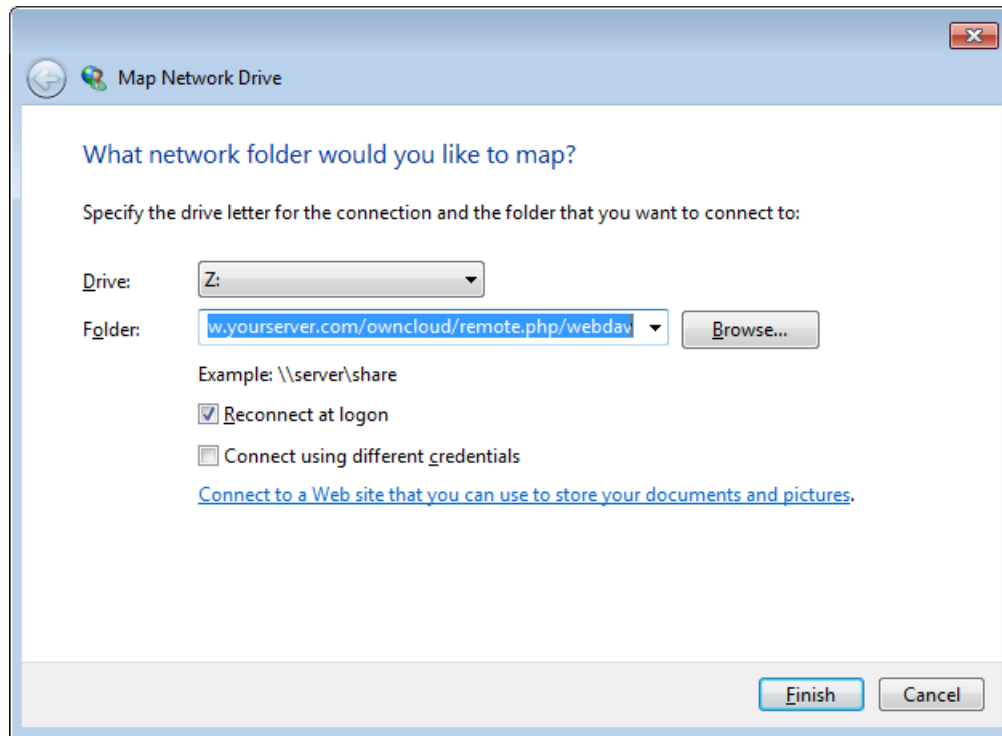 Map Network Drive
What network folder would you like to map?
Specify the drive letter for the connection and the folder that you want to connect to:
Drive: Z:
Folder: w.yourserver.com/owncloud/remote.php/webdav Browse...
Example: \\server\share
Reconnect at logon
Connect using different credentials
Connect to a Web site that you can use to store your documents and pictures.
Finish Cancel